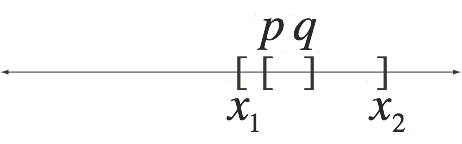 p q
[ [ ] ]
x₁ x₂